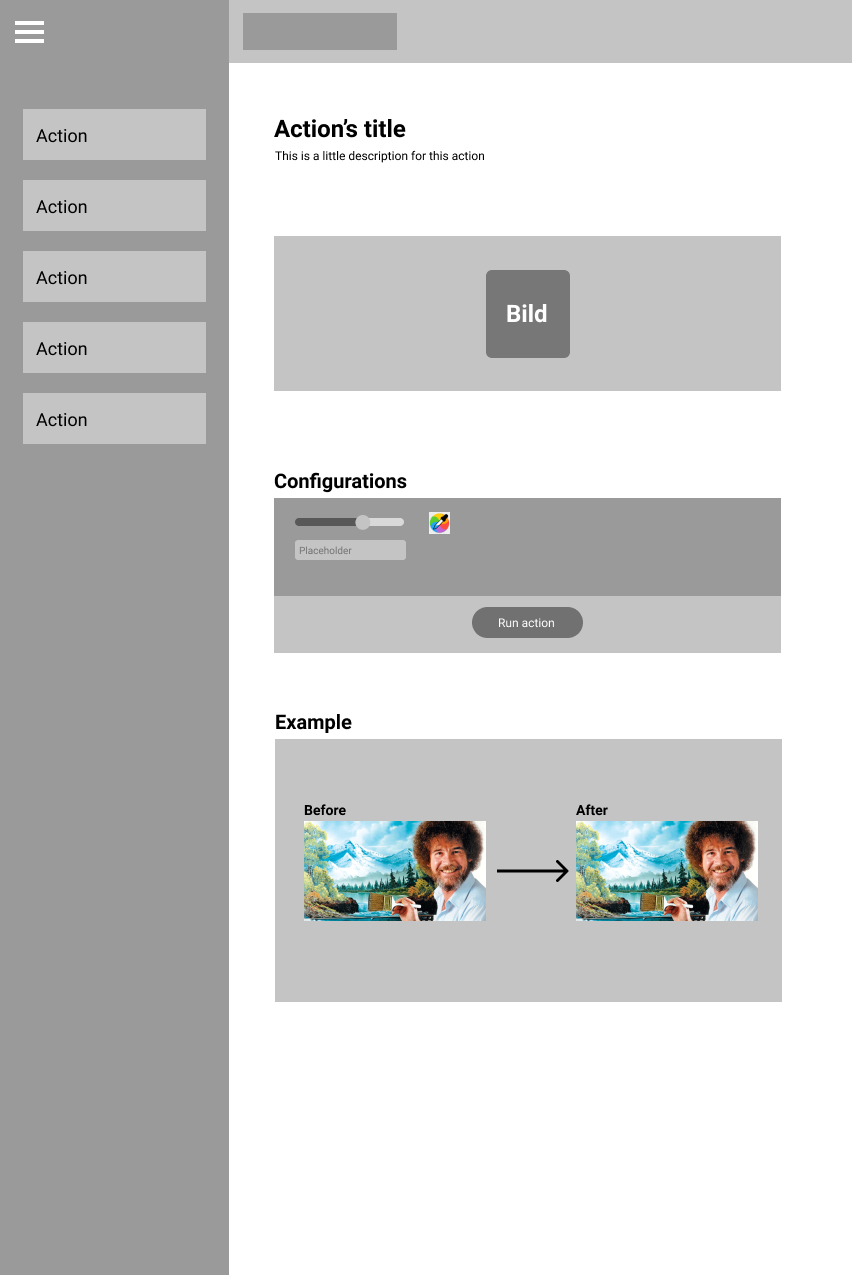 Action
Action
Action
Action
Action
Action’s title
This is a little description for this action
Bild
Configurations
Placeholder
Run action
Example
Before
After